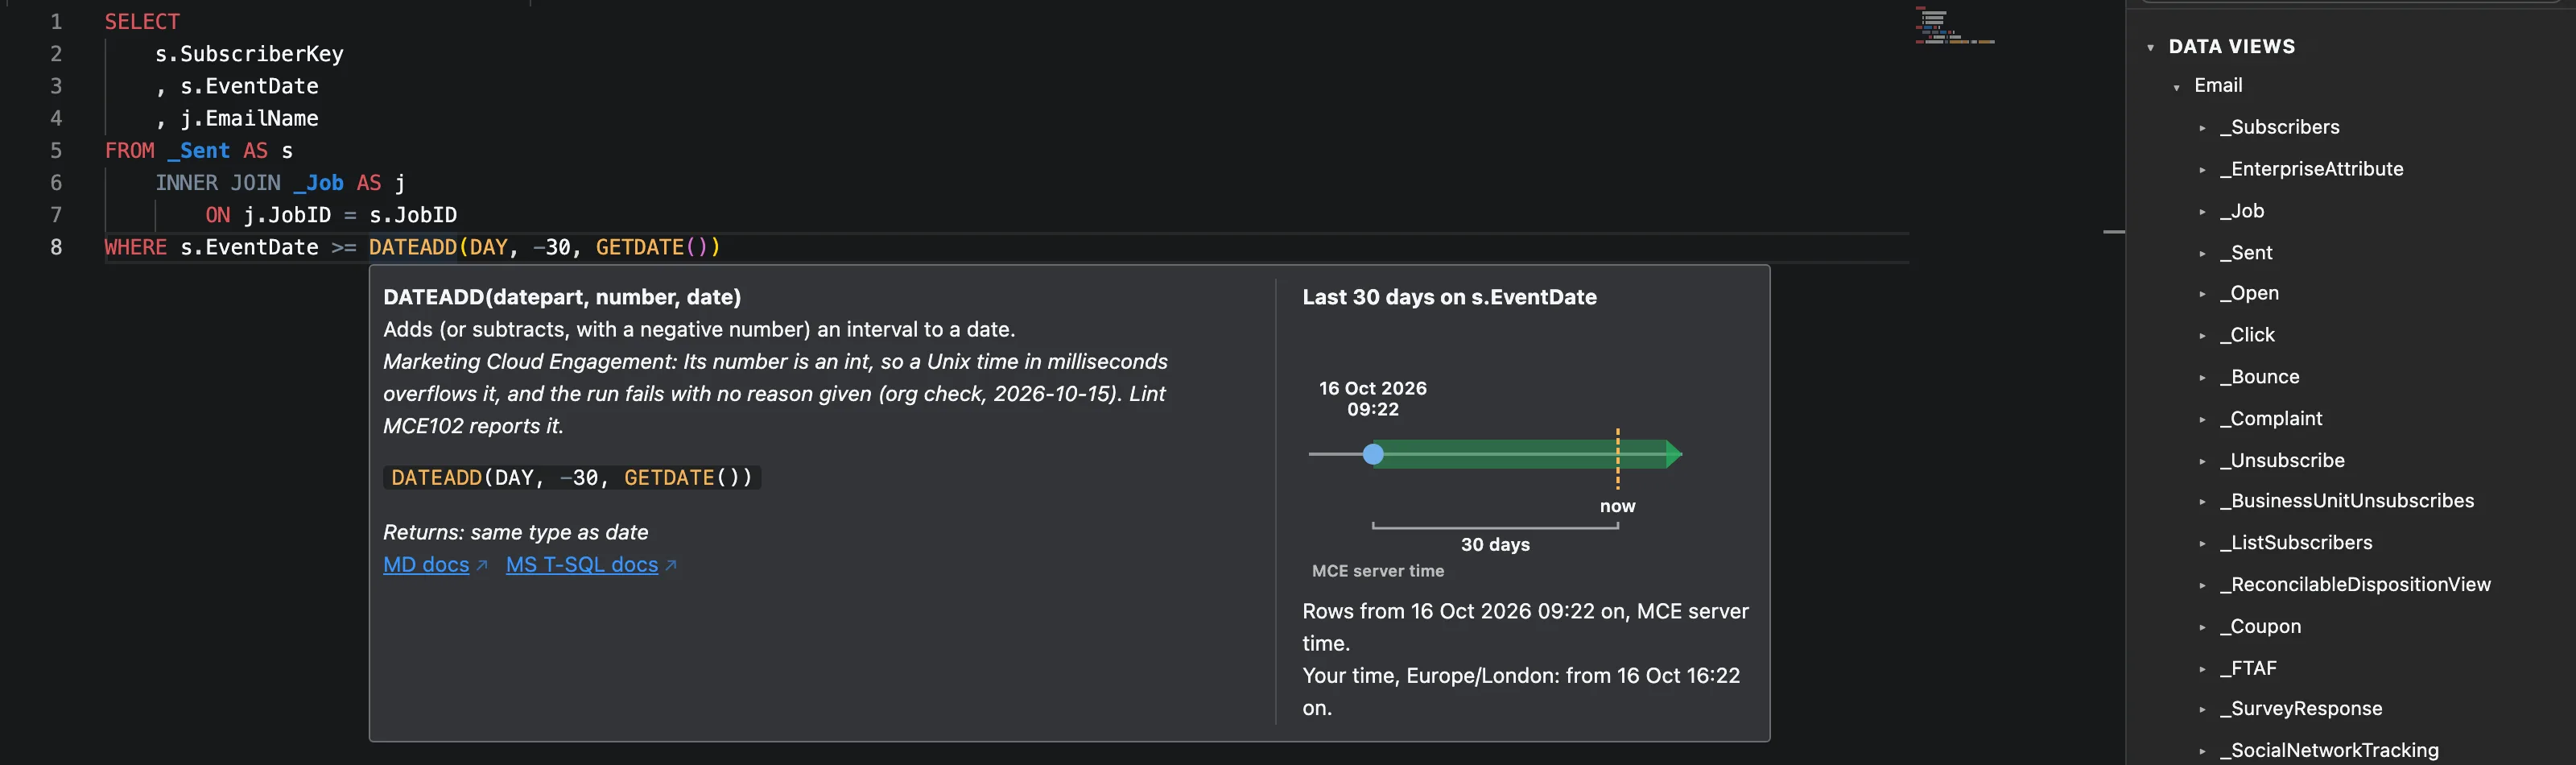 1 SELECT
2 s.SubscriberKey
3 , s.EventDate
4 , j.EmailName
5 FROM _Sent AS s
6 INNER JOIN _Job AS j
7 ON j.JobID = s.JobID
8 WHERE s.EventDate >= DATEADD(DAY, -30, GETDATE())
DATEADD(datepart, number, date)
Adds (or subtracts, with a negative number) an interval to a date.
Marketing Cloud Engagement: Its number is an int, so a Unix time in milliseconds
overflows it, and the run fails with no reason given (org check, 2026-10-15). Lint
MCE102 reports it.
DATEADD(DAY, -30, GETDATE())
Returns: same type as date
MD docs ↗ MS T-SQL docs ↗
Last 30 days on s.EventDate
16 Oct 2026
09:22
now
30 days
MCE server time
Rows from 16 Oct 2026 09:22 on, MCE server
time.
Your time, Europe/London: from 16 Oct 16:22
on.
DATA VIEWS
Email
_Subscribers
_EnterpriseAttribute
_Job
_Sent
_Open
_Click
_Bounce
_Complaint
_Unsubscribe
_BusinessUnitUnsubscribes
_ListSubscribers
_ReconcilableDispositionView
_Coupon
_FTAF
_SurveyResponse
_SocialNetworkTracking